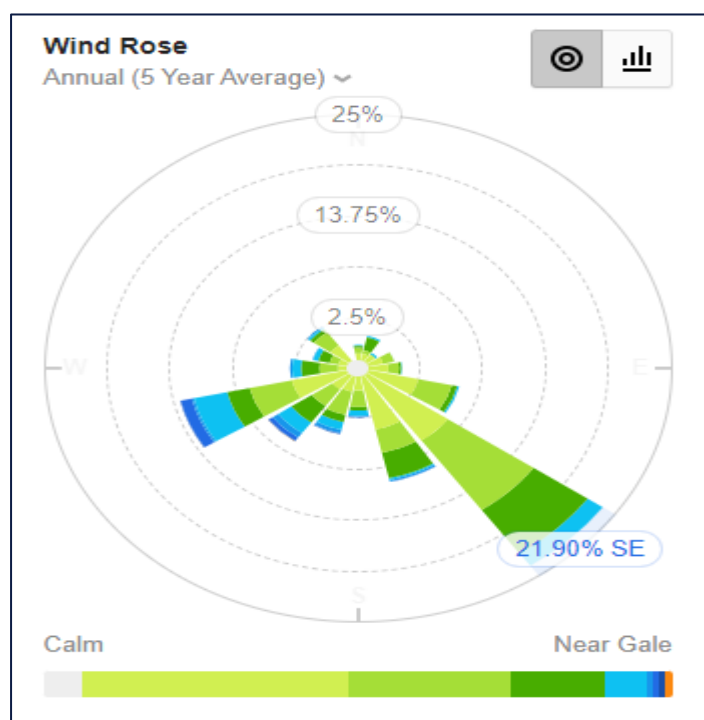 Wind Rose
Annual (5 Year Average)
25%
N
13.75%
2.5%
W
E
21.90% SE
S
Calm
Near Gale